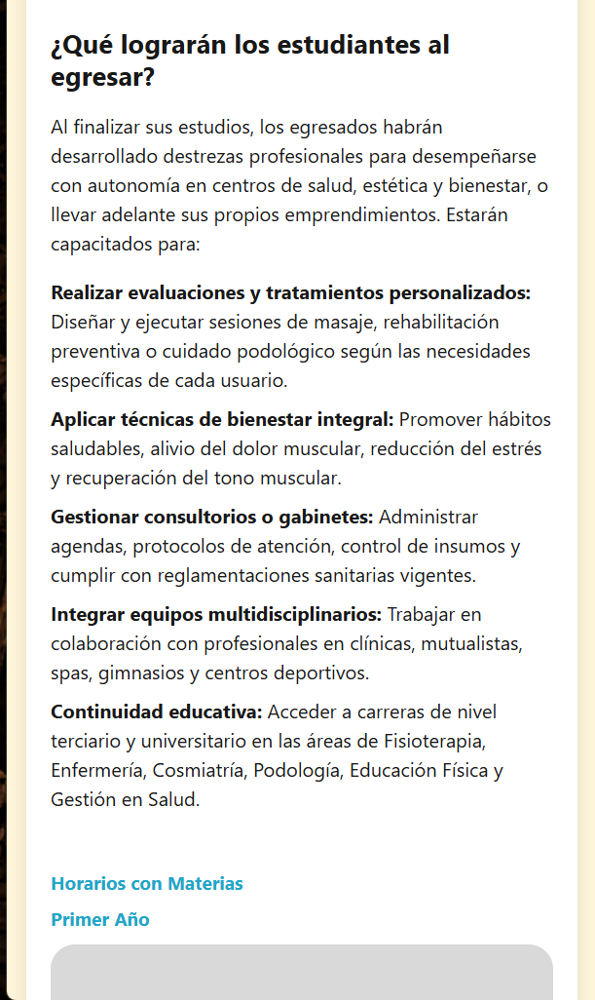 ¿Qué lograrán los estudiantes al
egresar?
Al finalizar sus estudios, los egresados habrán
desarrollado destrezas profesionales para desempeñarse
con autonomía en centros de salud, estética y bienestar, o
llevar adelante sus propios emprendimientos. Estarán
capacitados para:
Realizar evaluaciones y tratamientos personalizados:
Diseñar y ejecutar sesiones de masaje, rehabilitación
preventiva o cuidado podológico según las necesidades
específicas de cada usuario.
Aplicar técnicas de bienestar integral: Promover hábitos
saludables, alivio del dolor muscular, reducción del estrés
y recuperación del tono muscular.
Gestionar consultorios o gabinetes: Administrar
agendas, protocolos de atención, control de insumos y
cumplir con reglamentaciones sanitarias vigentes.
Integrar equipos multidisciplinarios: Trabajar en
colaboración con profesionales en clínicas, mutualistas,
spas, gimnasios y centros deportivos.
Continuidad educativa: Acceder a carreras de nivel
terciario y universitario en las áreas de Fisioterapia,
Enfermería, Cosmiatría, Podología, Educación Física y
Gestión en Salud.
Horarios con Materias
Primer Año